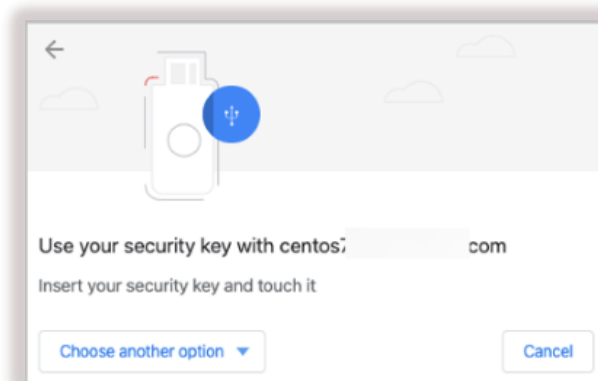 Use your security key with centos7 com
Insert your security key and touch it
Choose another option
Cancel